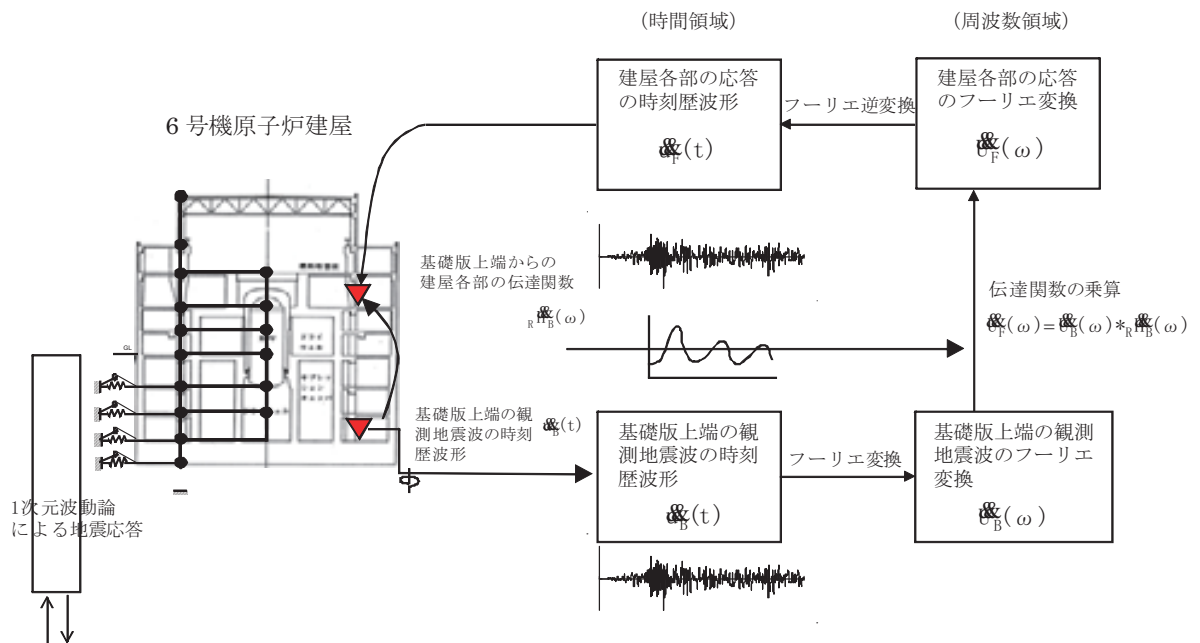 (時間領域)
(周波数領域)
建屋各部の応答
の時刻歴波形
(t)
フーリエ逆変換
建屋各部の応答
のフーリエ変換
(ω)
6 号機原子炉建屋
基礎版上端からの
建屋各部の伝達関数
(ω)
伝達関数の乗算
GL
基礎版上端の観
測地震波の時刻
歴波形
(t)
基礎版上端の観
測地震波の時刻
歴波形
(t)
フーリエ変換
基礎版上端の観測
地震波のフーリエ
変換
(ω)
1次元波動論
による地震応答